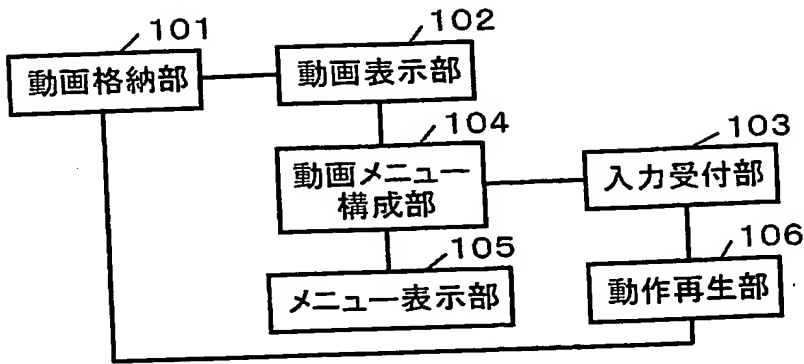 101
動画格納部
102
動画表示部
104
動画メニュー
構成部
103
入力受付部
105
メニュー表示部
106
動作再生部